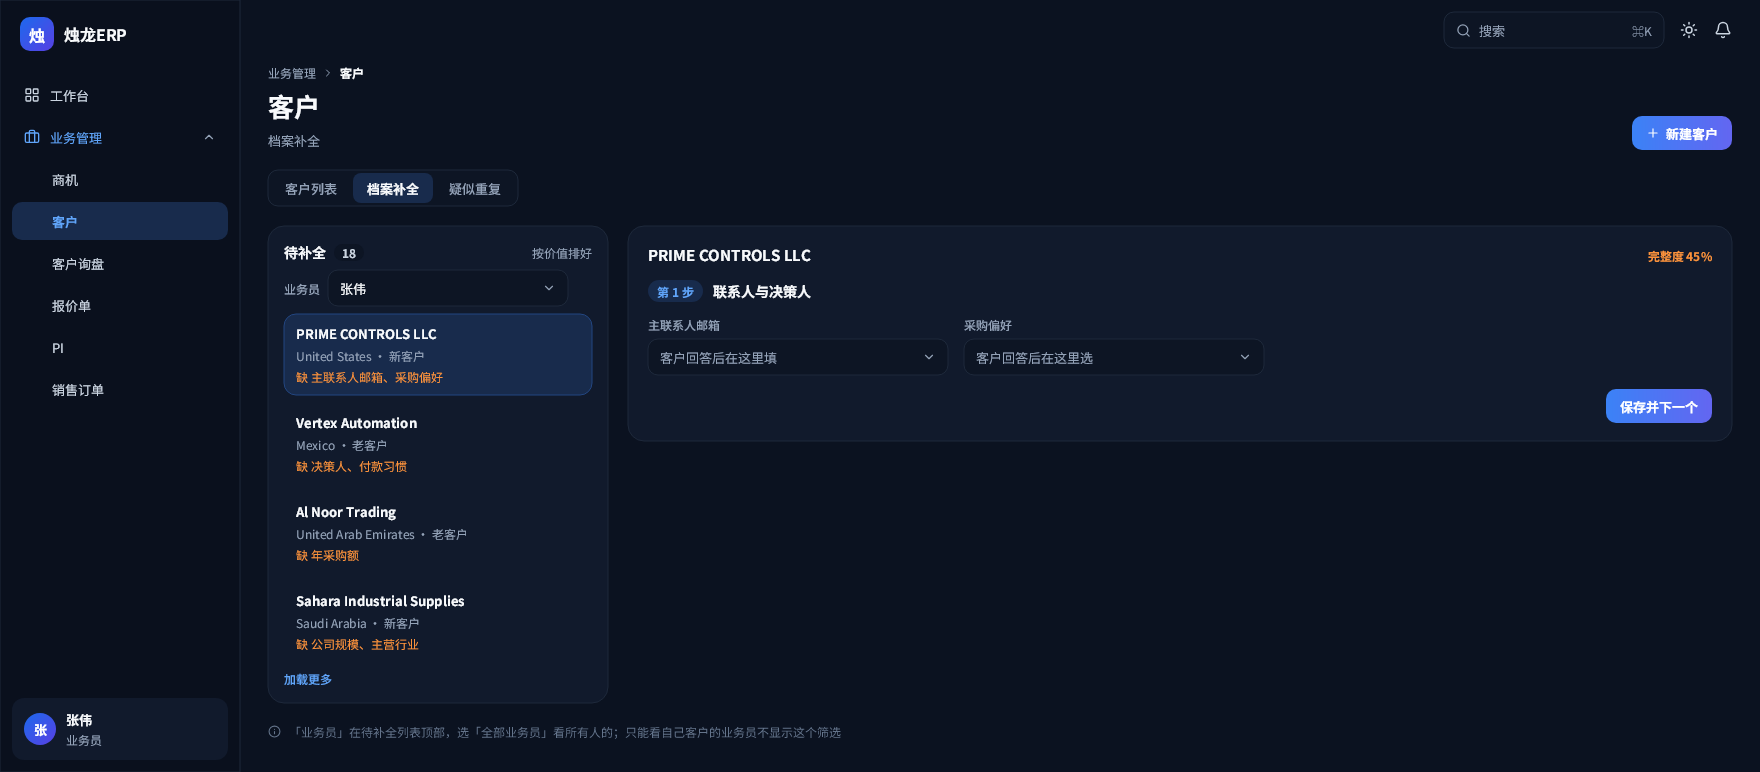 烛 烛龙ERP
搜索 ⌘K
工作台
业务管理
商机
客户
客户询盘
报价单
PI
销售订单
张 张伟
业务员
业务管理 > 客户
客户
档案补全
+ 新建客户
客户列表 档案补全 疑似重复
待补全 18 按价值排好
业务员 张伟
PRIME CONTROLS LLC
United States • 新客户
缺 主联系人邮箱、采购偏好
Vertex Automation
Mexico • 老客户
缺 决策人、付款习惯
Al Noor Trading
United Arab Emirates • 老客户
缺 年采购额
Sahara Industrial Supplies
Saudi Arabia • 新客户
缺 公司规模、主营行业
加载更多
PRIME CONTROLS LLC 完整度 45%
第 1 步 联系人与决策人
主联系人邮箱 采购偏好
客户回答后在这里填 客户回答后在这里选
保存并下一个
「业务员」在待补全列表顶部，选「全部业务员」看所有人的；只能看自己客户的业务员不显示这个筛选